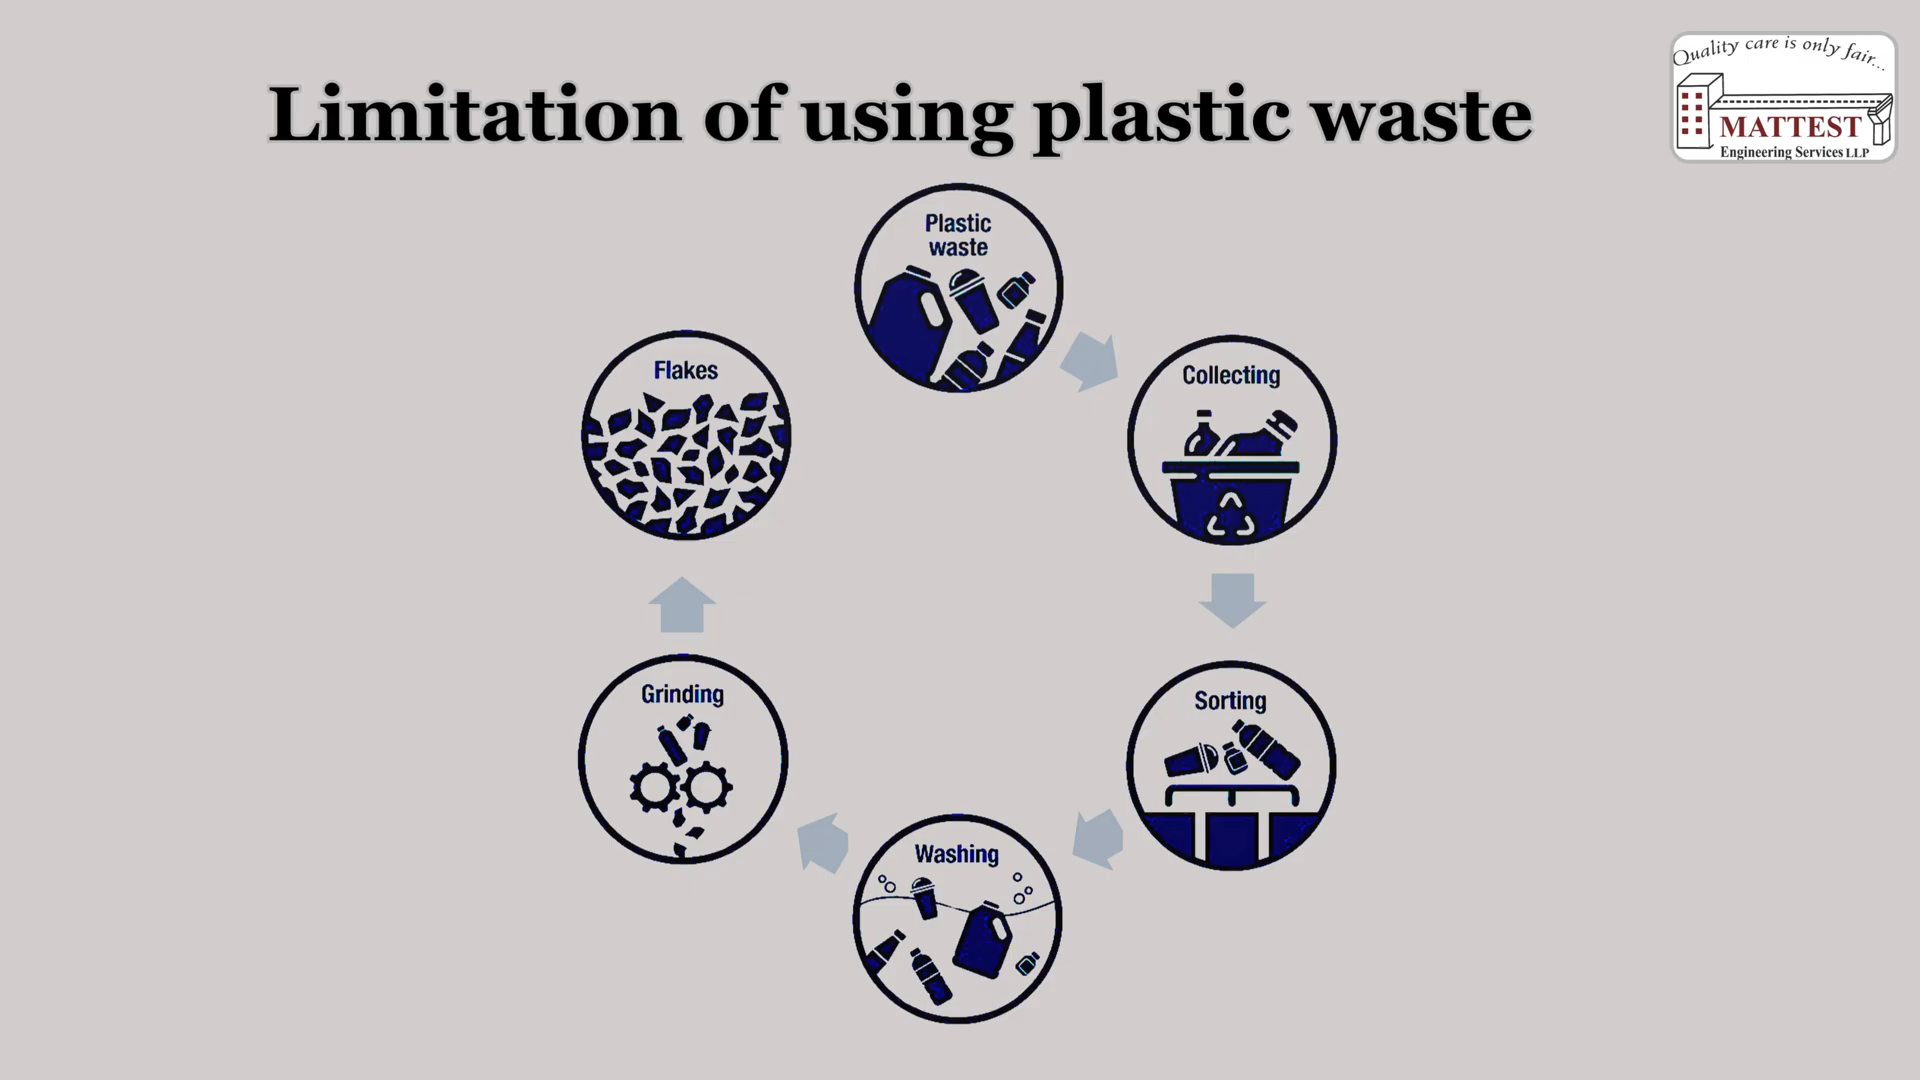 Limitation of using plastic waste
Quality care is only fair...
MATTEST
Engineering Services LLP
Plastic
waste
Collecting
Sorting
Washing
Grinding
Flakes